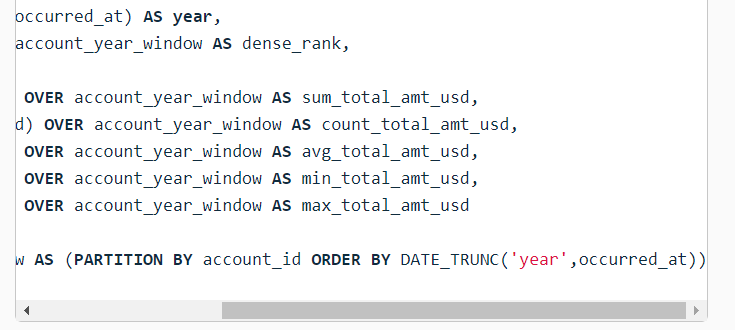 occurred_at) AS year,
account_year_window AS dense_rank,
OVER account_year_window AS sum_total_amt_usd,
d) OVER account_year_window AS count_total_amt_usd,
OVER account_year_window AS avg_total_amt_usd,
OVER account_year_window AS min_total_amt_usd,
OVER account_year_window AS max_total_amt_usd
w AS (PARTITION BY account_id ORDER BY DATE_TRUNC('year',occurred_at))